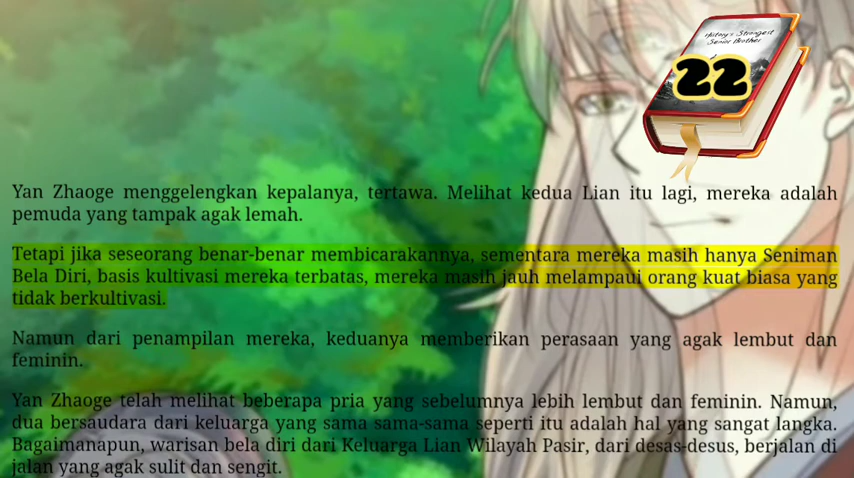 History's Strongest
Senior Brother
22
Yan Zhaoge menggelengkan kepalanya, tertawa. Melihat kedua Lian itu lagi, mereka adalah
pemuda yang tampak agak lemah.
Tetapi jika seseorang benar-benar membicarakannya, sementara mereka masih hanya Seniman
Bela Diri, basis kultivasi mereka terbatas, mereka masih jauh melampaui orang kuat biasa yang
tidak berkultivasi.
Namun dari penampilan mereka, keduanya memberikan perasaan yang agak lembut dan
feminin.
Yan Zhaoge telah melihat beberapa pria yang sebelumnya lebih lembut dan feminin. Namun,
dua bersaudara dari keluarga yang sama sama-sama seperti itu adalah hal yang sangat langka.
Bagaimanapun, warisan bela diri dari Keluarga Lian Wilayah Pasir, dari desas-desus, berjalan di
jalan yang agak sulit dan sengit.